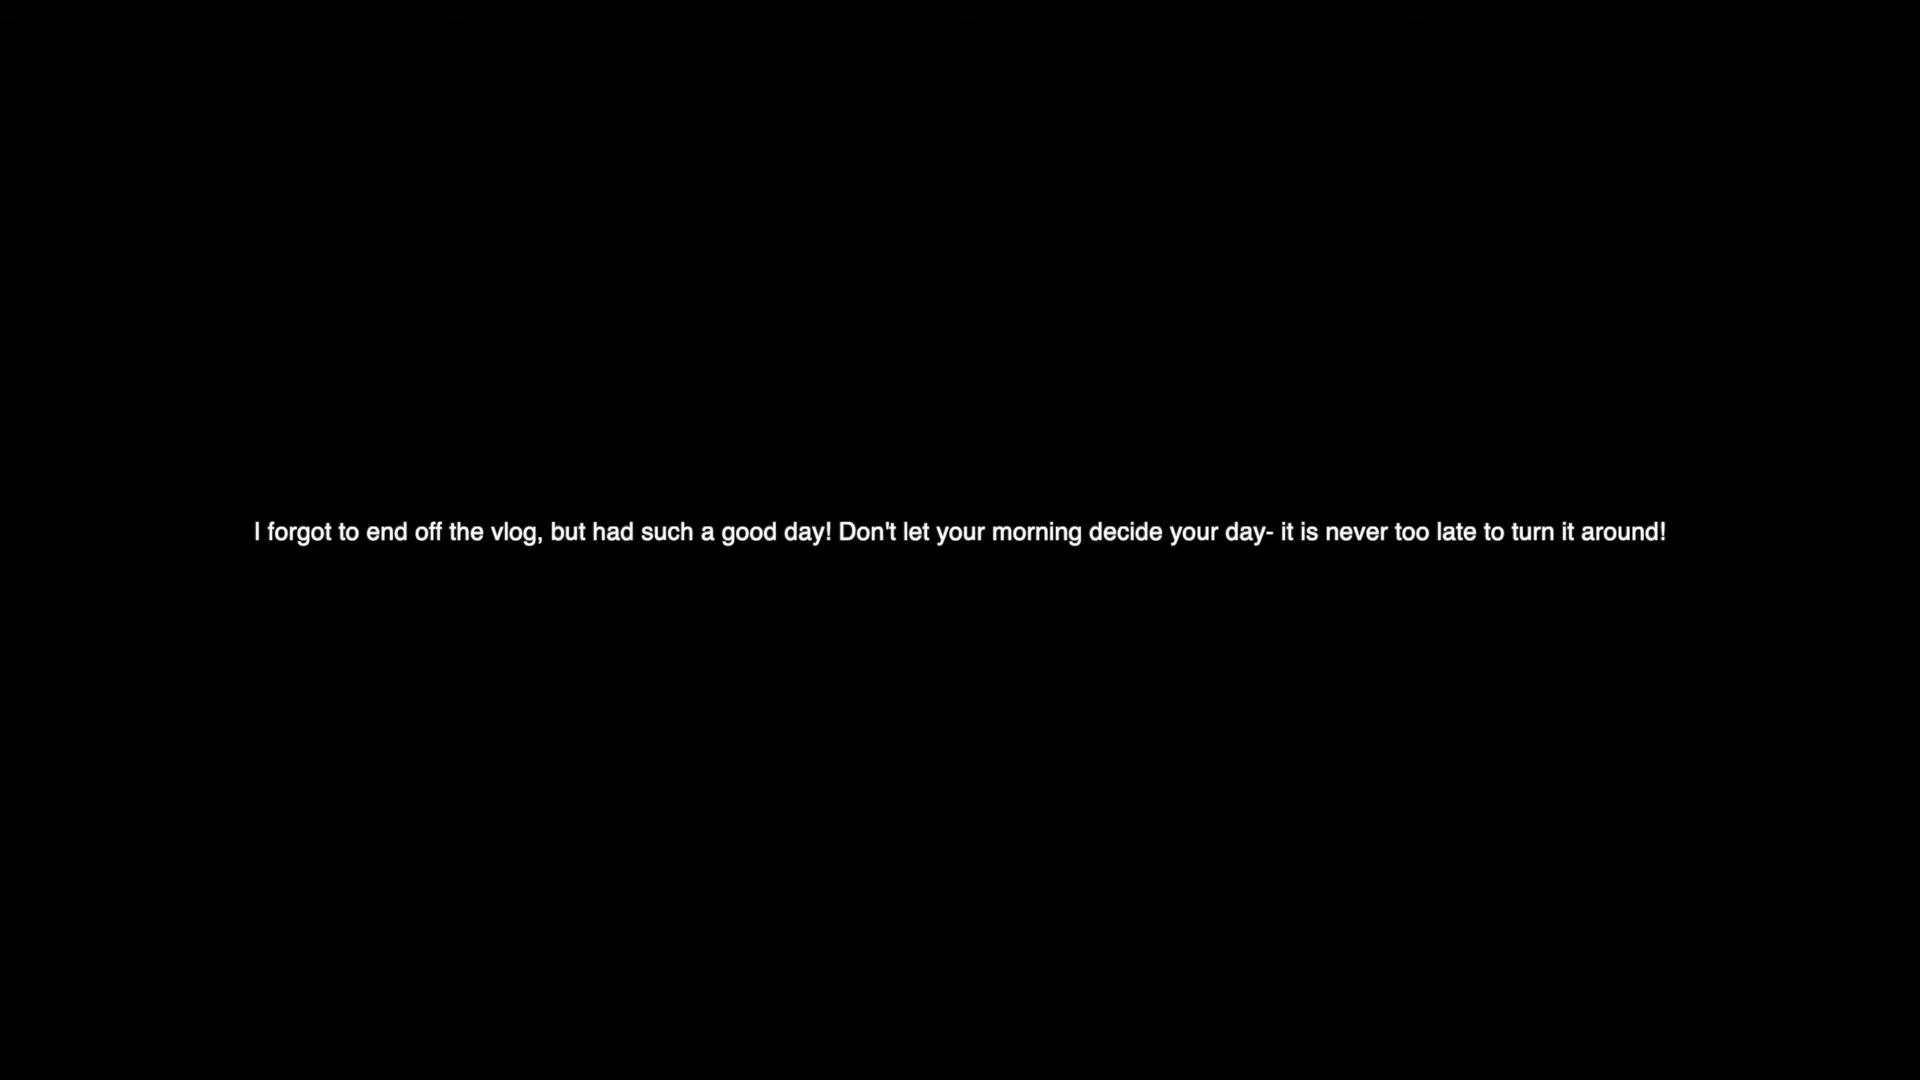 I forgot to end off the vlog, but had such a good day! Don't let your morning decide your day- it is never too late to turn it around!